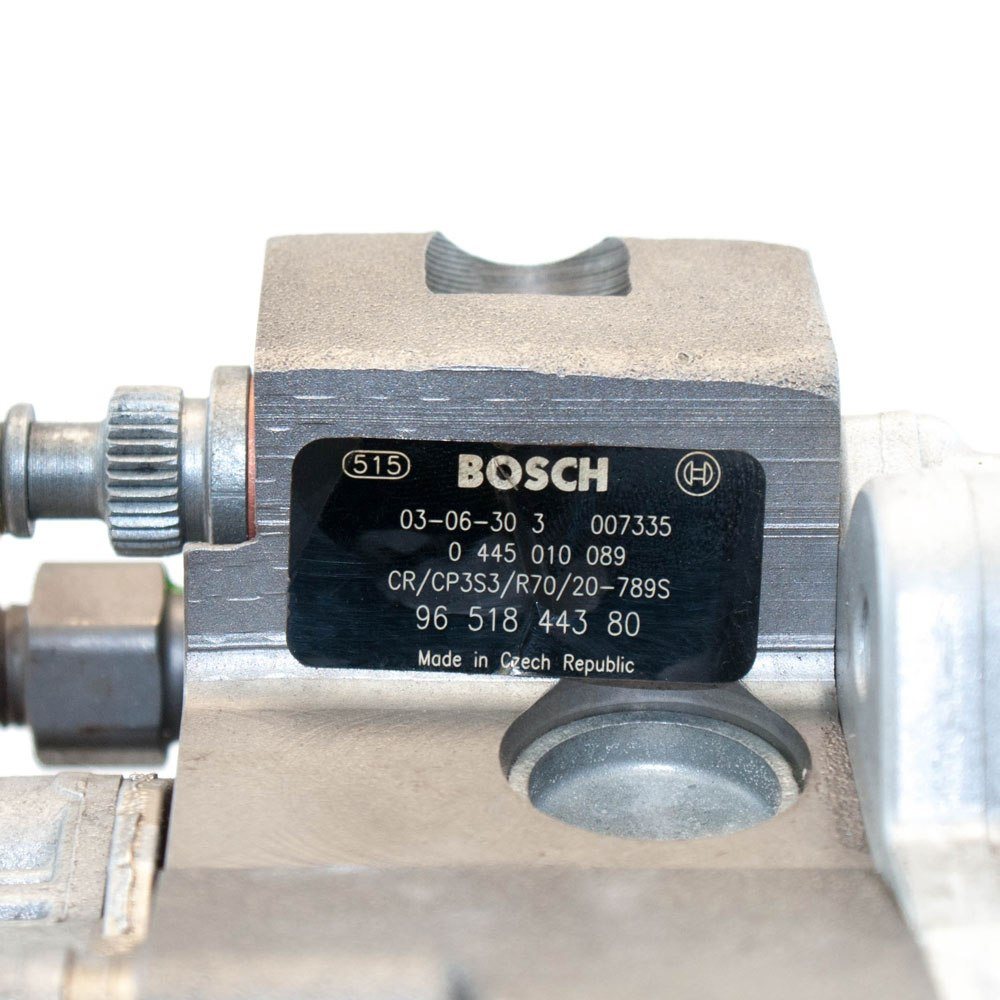 515 BOSCH
03-06-30 3 007335
0 445 010 089
CR/CP3S3/R70/20-789S
96 518 443 80
Made in Czech Republic